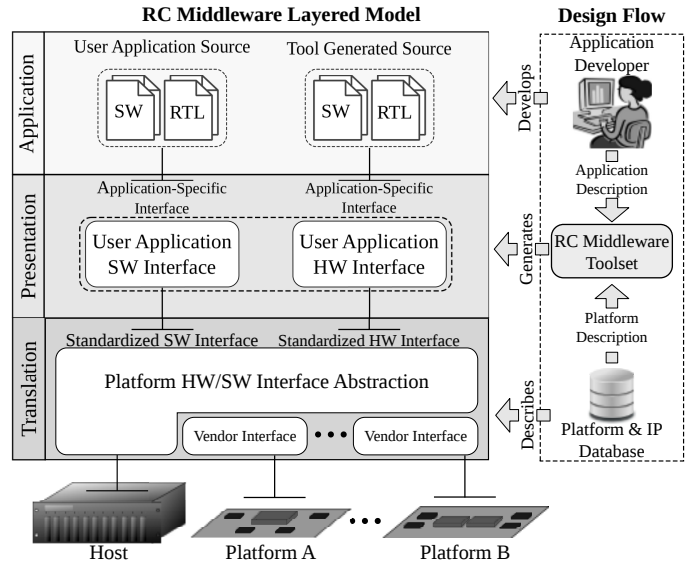 RC Middleware Layered Model
Design Flow
Application
User Application Source
Tool Generated Source
SW
RTL
SW
RTL
Application-Specific
Interface
Application-Specific
Interface
Presentation
User Application
SW Interface
User Application
HW Interface
Translation
Standardized SW Interface
Standardized HW Interface
Platform HW/SW Interface Abstraction
Vendor Interface
Vendor Interface
Host
Platform A
Platform B
Develops
Generates
Describes
Application
Developer
Application
Description
RC Middleware
Toolset
Platform
Description
Platform & IP
Database